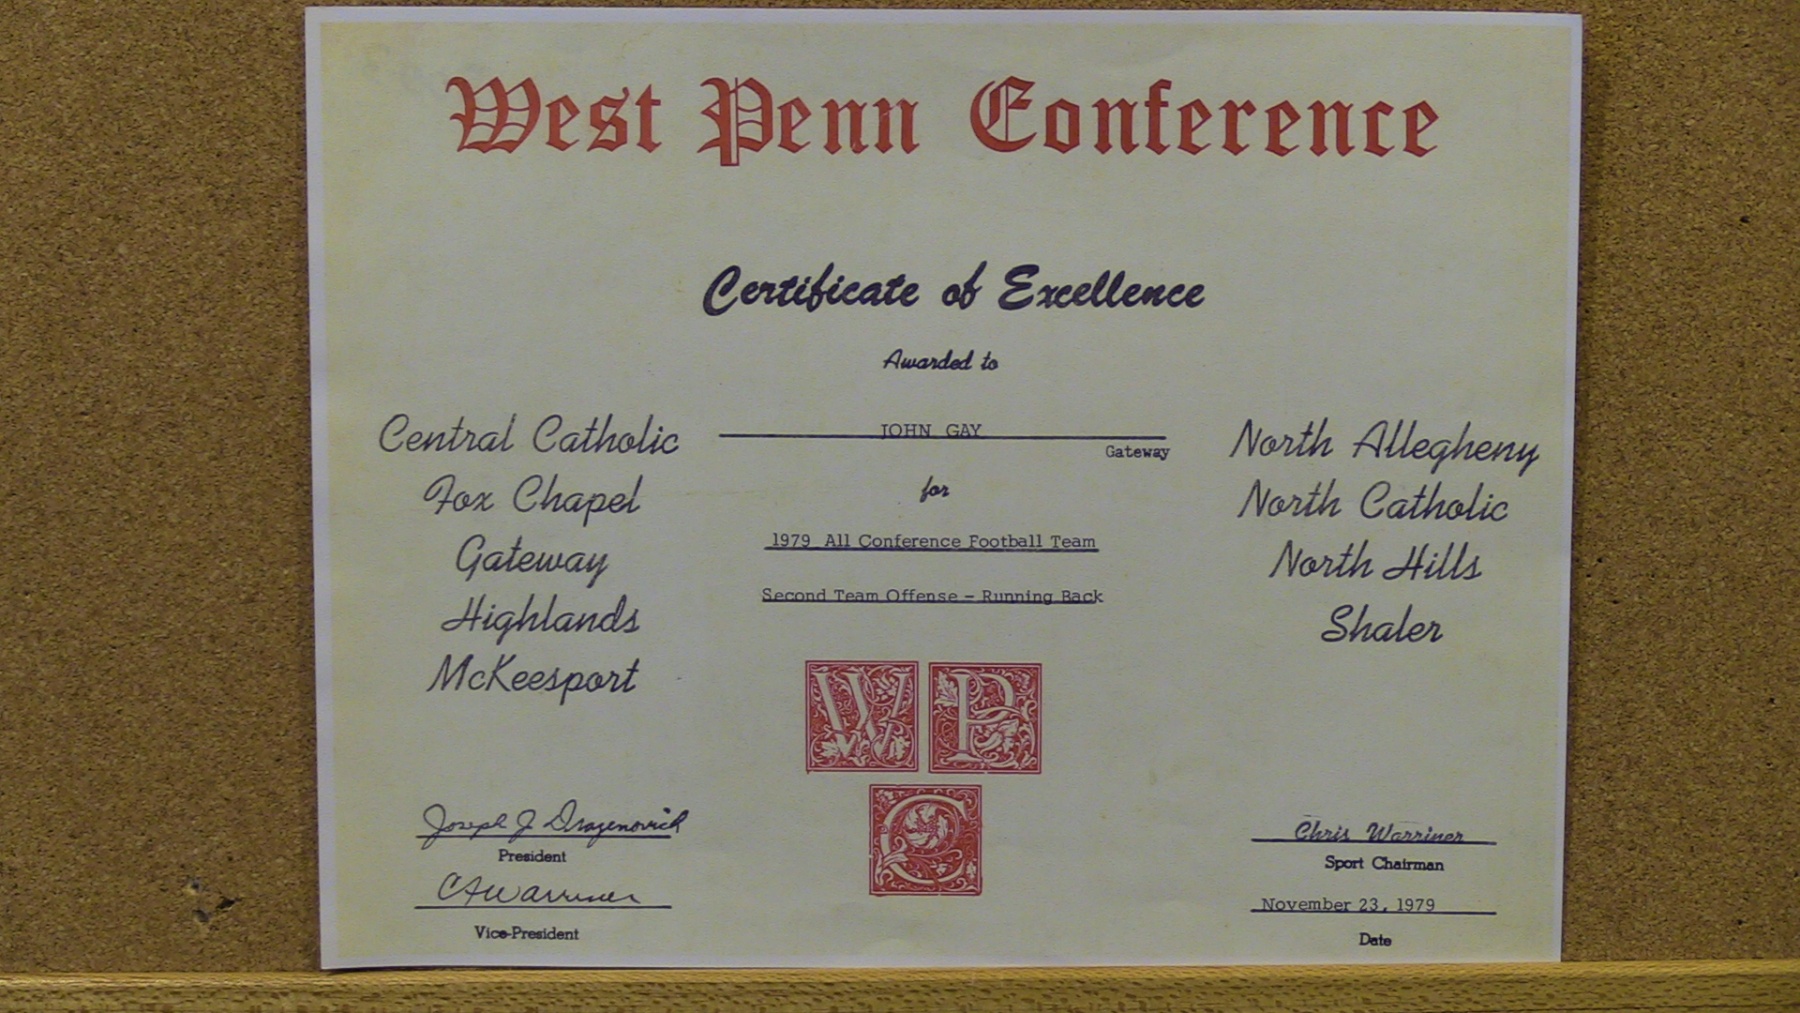 West Penn Conference
Certificate of Excellence
Awarded to
JOHN GAY
Gateway
for
1979 All Conference Football Team
Second Team Offense - Running Back
Central Catholic
Fox Chapel
Gateway
Highlands
McKeesport
North Allegheny
North Catholic
North Hills
Shaler
W P
C
Joseph J Dragenovich
President
C A Warriner
Vice-President
Chris Warriner
Sport Chairman
November 23, 1979
Date